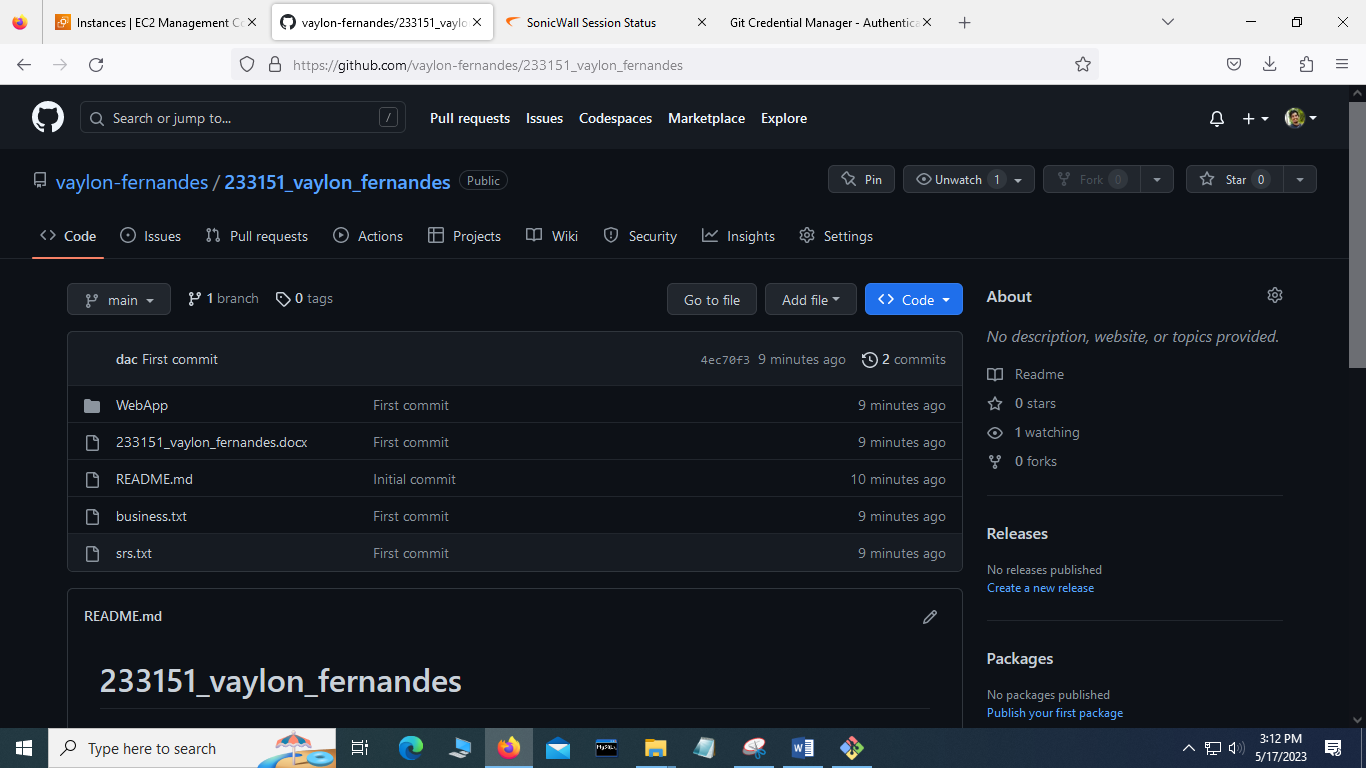 Instances | EC2 Management Co
vaylon-fernandes/233151_vaylo
SonicWall Session Status
Git Credential Manager - Authentica
https://github.com/vaylon-fernandes/233151_vaylon_fernandes
Search or jump to... /
Pull requests Issues Codespaces Marketplace Explore
vaylon-fernandes / 233151_vaylon_fernandes Public
Pin Unwatch 1 Fork 0 Star 0
Code Issues Pull requests Actions Projects Wiki Security Insights Settings
main 1 branch 0 tags Go to file Add file Code
dac First commit 4ec70f3 9 minutes ago 2 commits
WebApp First commit 9 minutes ago
233151_vaylon_fernandes.docx First commit 9 minutes ago
README.md Initial commit 10 minutes ago
business.txt First commit 9 minutes ago
srs.txt First commit 9 minutes ago
README.md
233151_vaylon_fernandes
About
No description, website, or topics provided.
Readme
0 stars
1 watching
0 forks
Releases
No releases published
Create a new release
Packages
No packages published
Publish your first package
Type here to search
MySQL
3:12 PM
5/17/2023